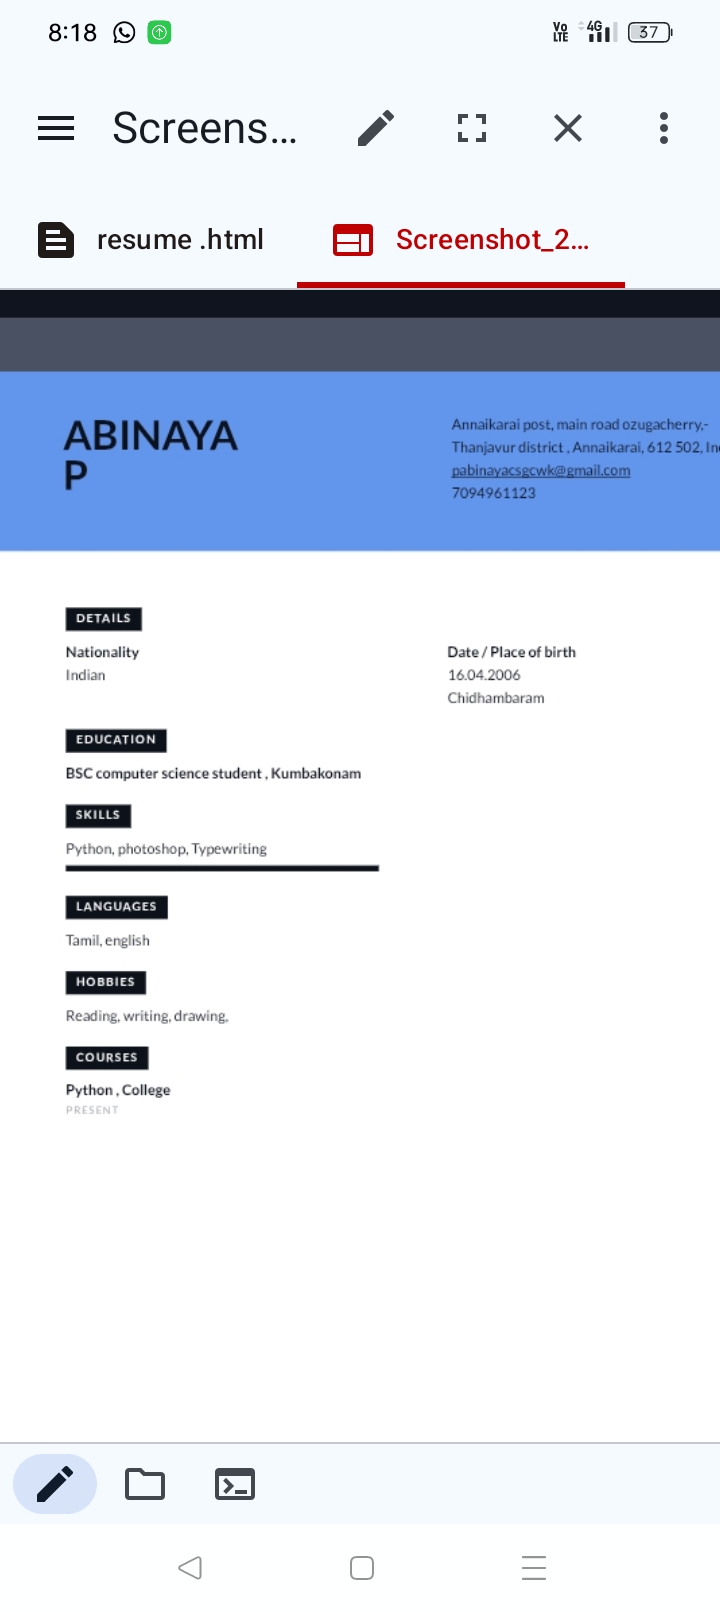 8:18
Vo LTE 4G 37
Screens...
resume .html
Screenshot_2...
ABINAYA
P
Annaikarai post, main road ozugacherry,-
Thanjavur district , Annaikarai, 612 502,
pabinayacsgcwk@gmail.com
7094961123
DETAILS
Nationality
Indian
Date / Place of birth
16.04.2006
Chidhambaram
EDUCATION
BSC computer science student , Kumbakonam
SKILLS
Python, photoshop, Typewriting
LANGUAGES
Tamil, english
HOBBIES
Reading, writing, drawing,
COURSES
Python , College
PRESENT